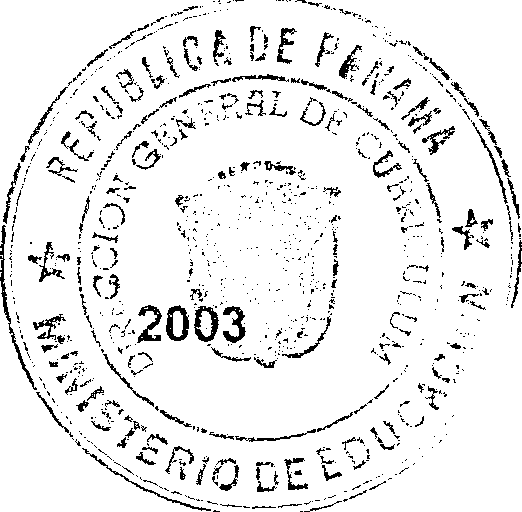 REPUBLICA DE PANAMA
MINISTERIO DE EDUCACION
DIRECCION GENERAL DE CURRICULUM
2003